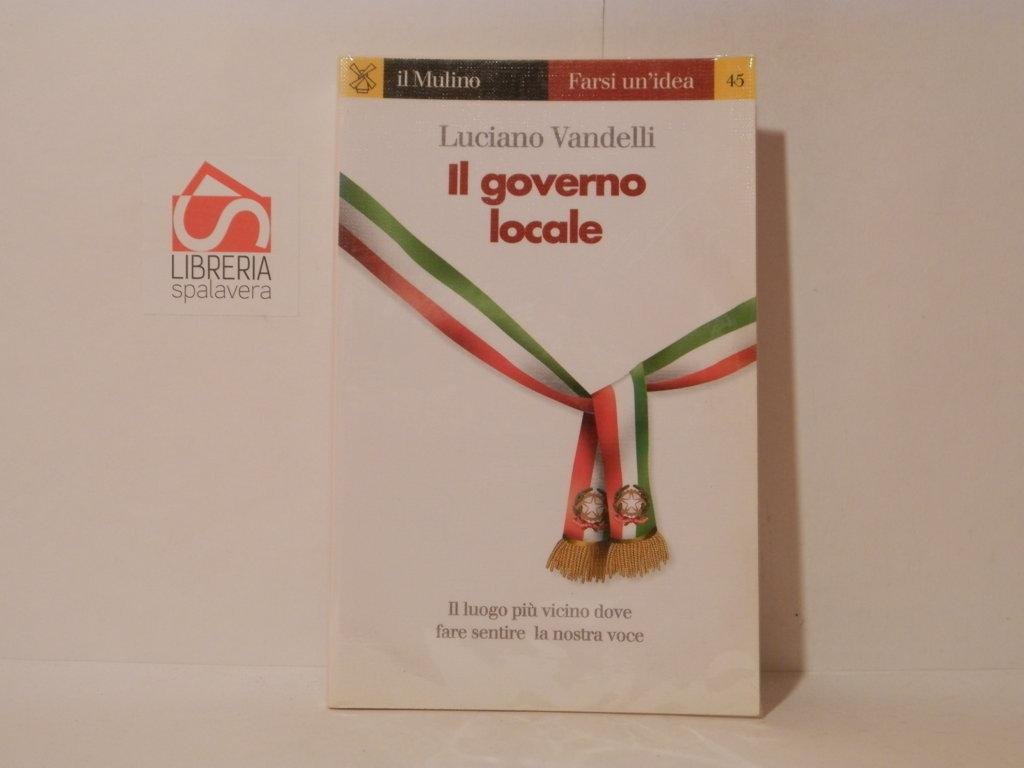 il Mulino
Farsi un'idea
45
Luciano Vandelli
Il governo
locale
LIBRERIA
spalavera
Il luogo più vicino dove
fare sentire la nostra voce